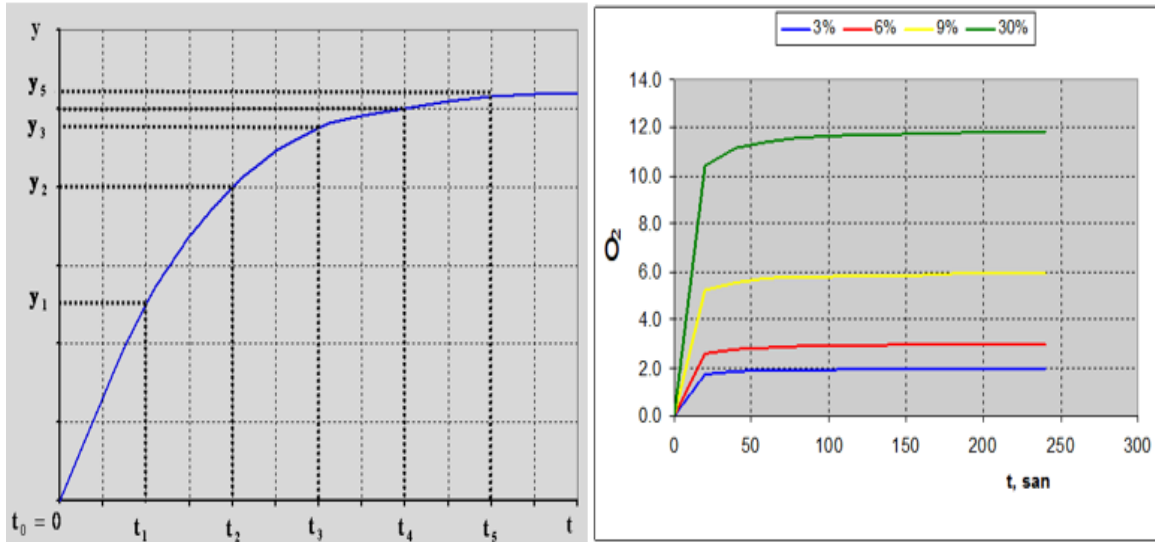 y
y₅
y₃
y₂
y₁
t₀ = 0
t₁
t₂
t₃
t₄
t₅
t
3%
6%
9%
30%
14.0
12.0
10.0
8.0
6.0
4.0
2.0
0.0
O₂
0
50
100
150
200
250
300
t, san